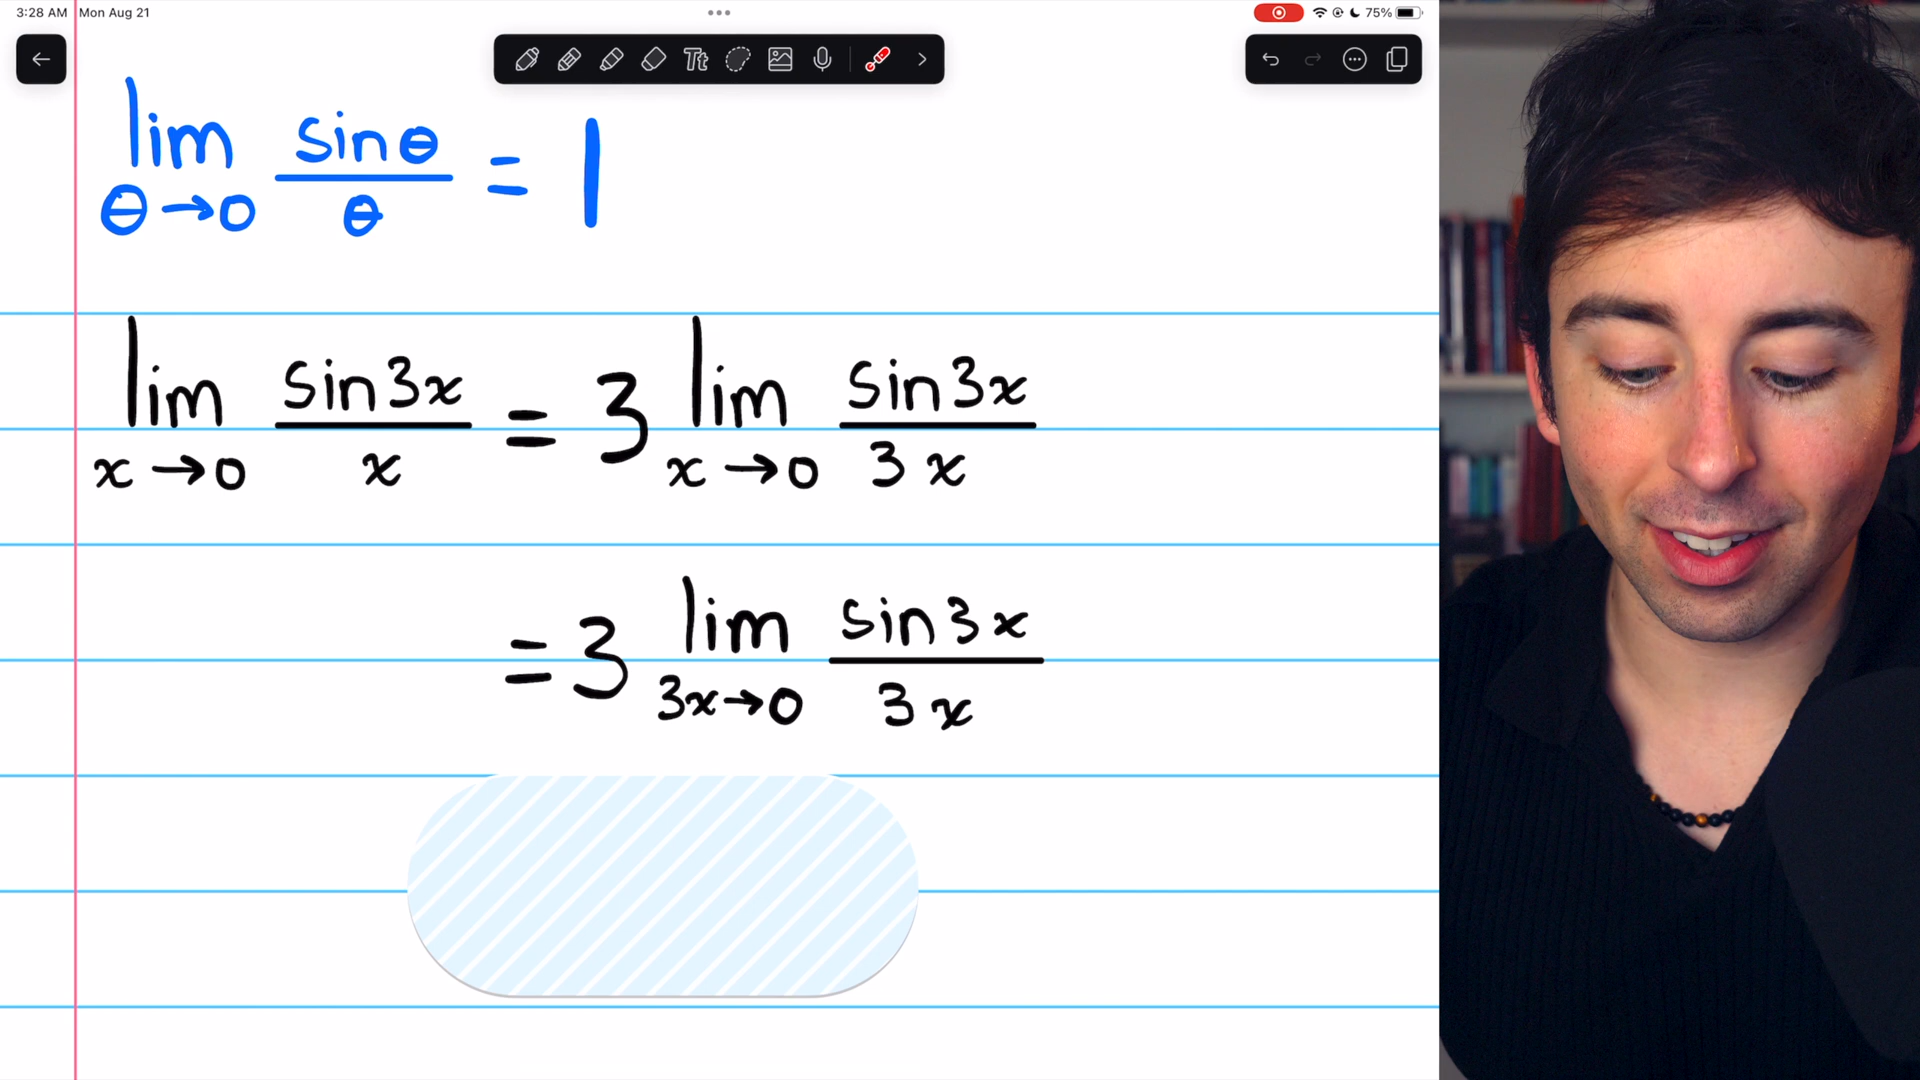 3:28 AM Mon Aug 21
75%
Tt
lim sinθ = 1
θ→0 θ
lim sin3x = 3 lim sin3x
x→0 x x→0 3x
= 3 lim sin3x
3x→0 3x